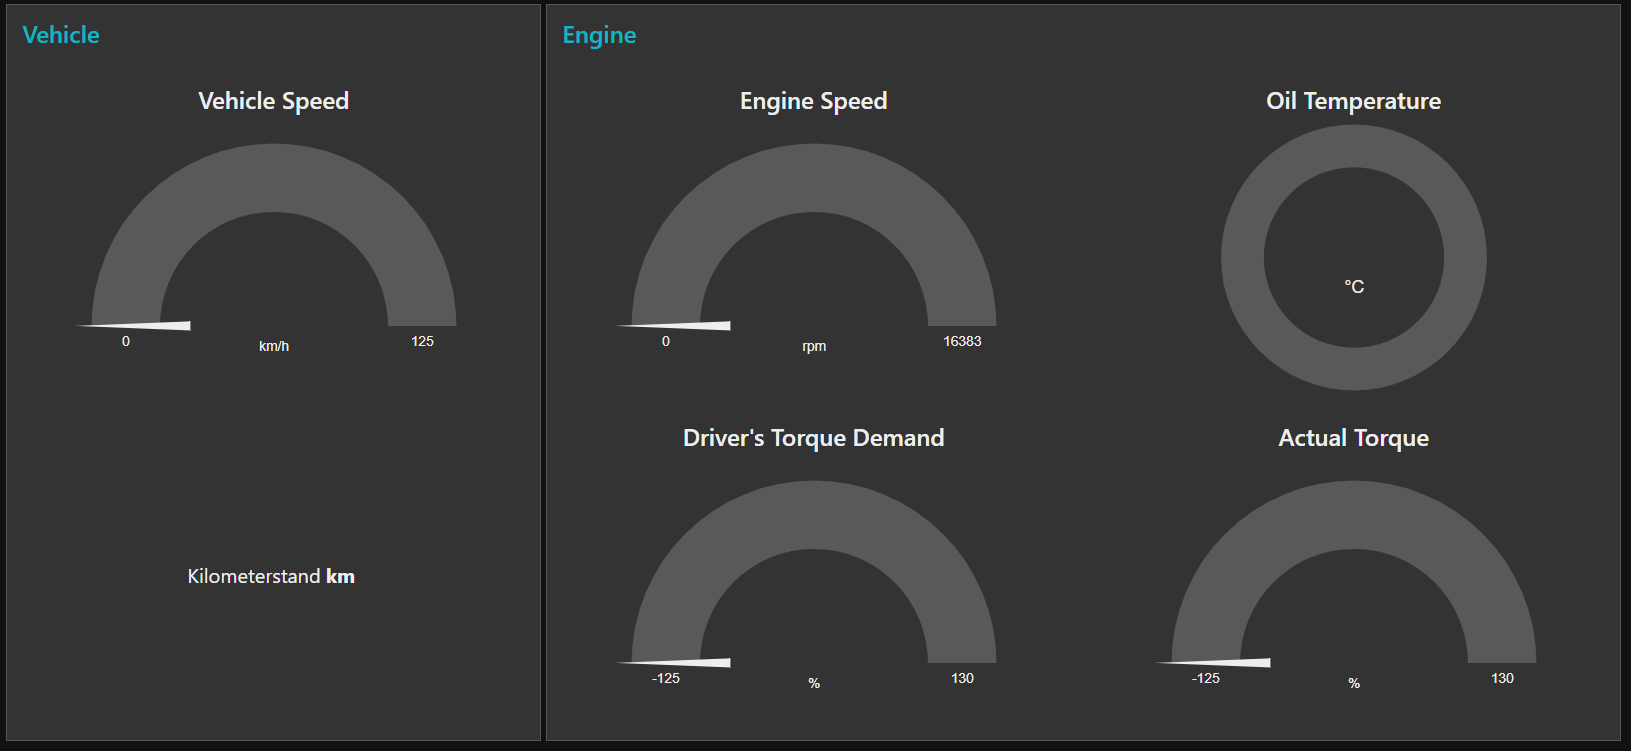 Vehicle
Vehicle Speed
0
km/h
125
Kilometerstand km
Engine
Engine Speed
0
rpm
16383
Oil Temperature
°C
Driver's Torque Demand
-125
%
130
Actual Torque
-125
%
130